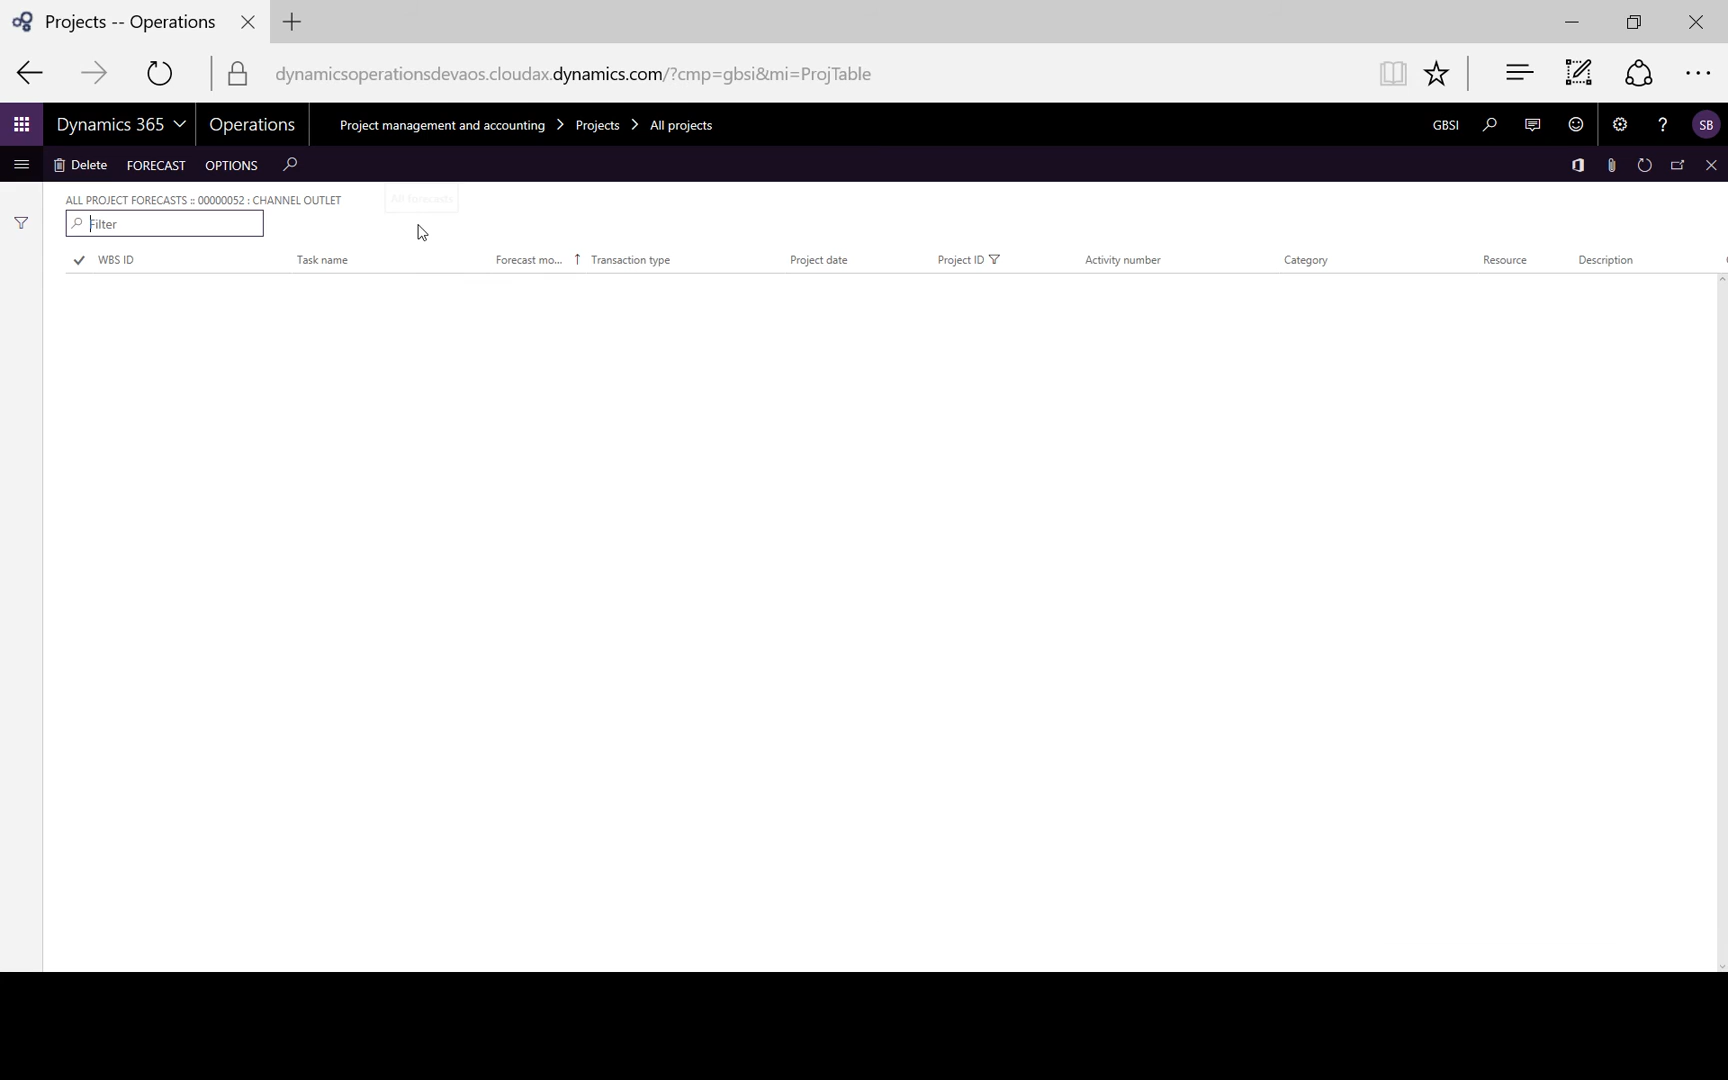 Projects -- Operations
dynamicsoperationsdevaos.cloudax.dynamics.com/?cmp=gbsi&mi=ProjTable
Dynamics 365 Operations Project management and accounting > Projects > All projects GBSI ? SB
Delete FORECAST OPTIONS
ALL PROJECT FORECASTS :: 00000052 : CHANNEL OUTLET All forecasts
Filter
WBS ID Task name Forecast mo... ↑ Transaction type Project date Project ID Activity number Category Resource Description